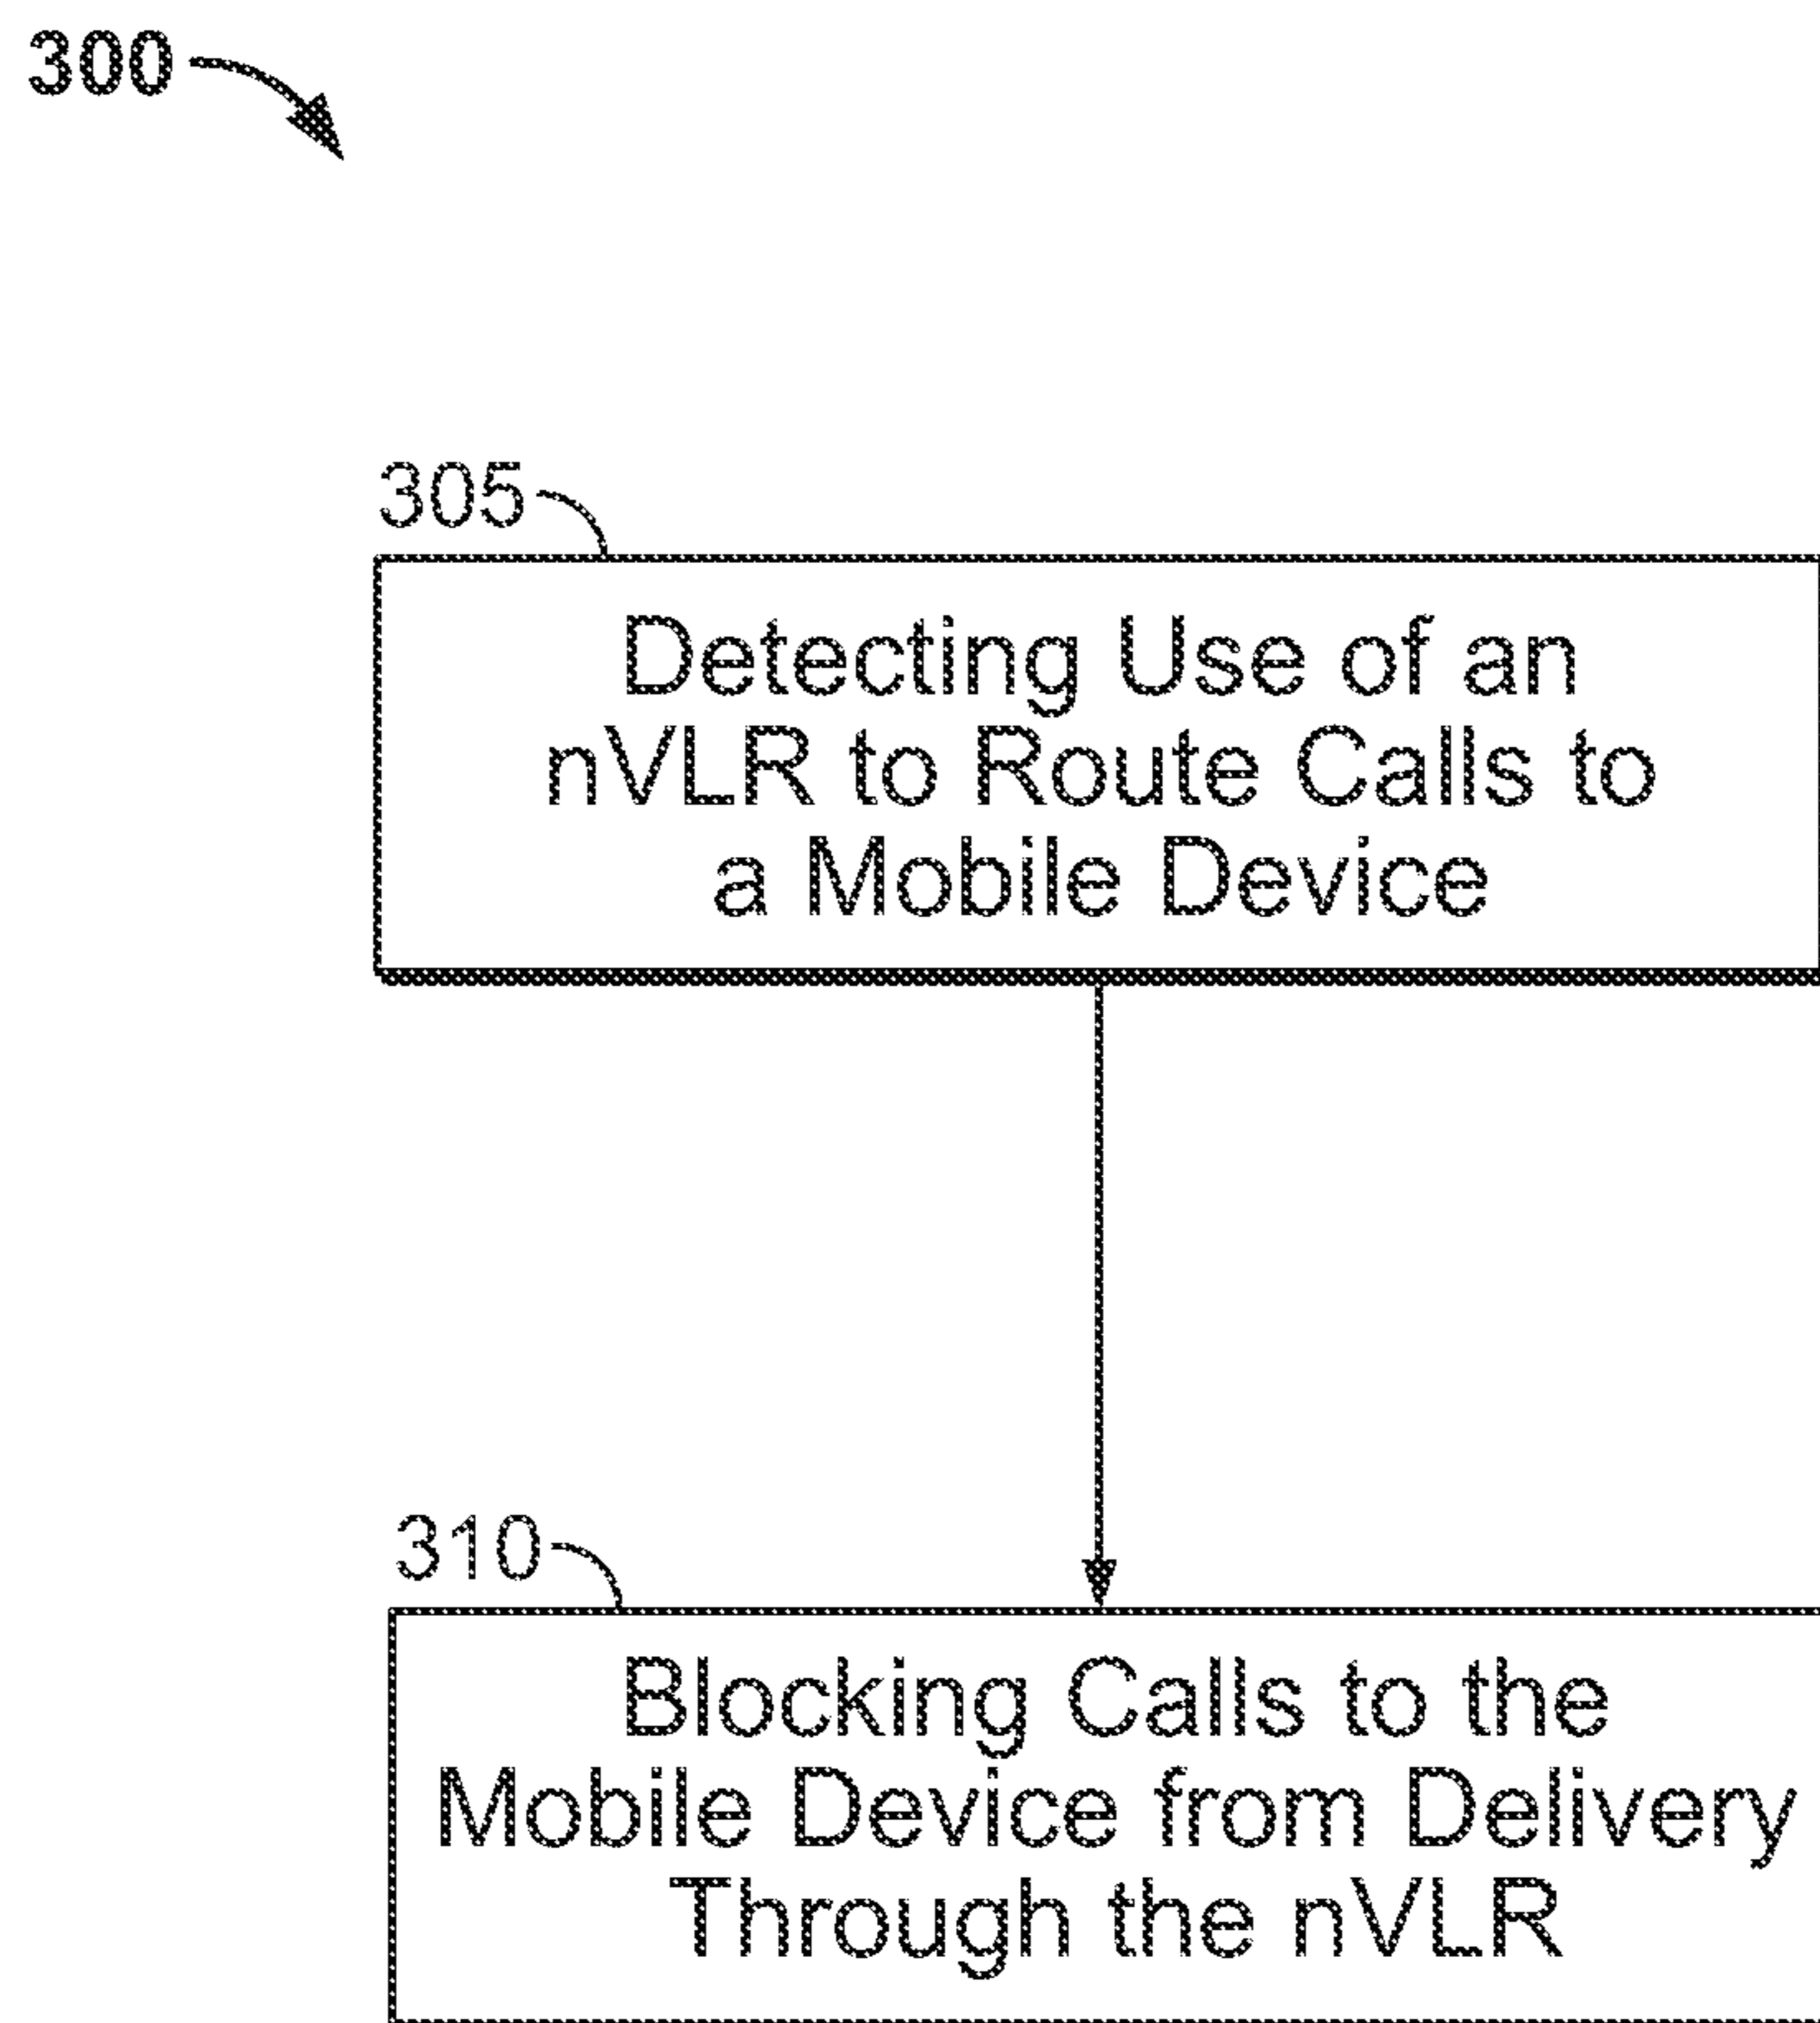 300
305
Detecting Use of an
nVLR to Route Calls to
a Mobile Device
310
Blocking Calls to the
Mobile Device from Delivery
Through the nVLR